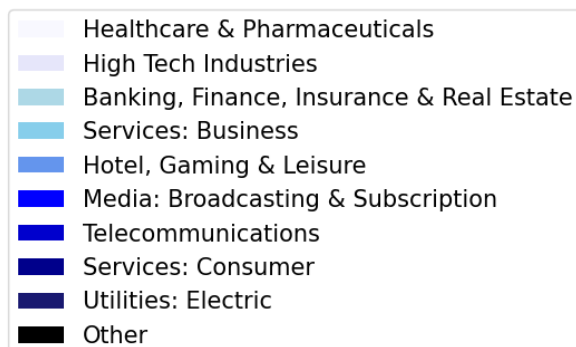 Healthcare & Pharmaceuticals
High Tech Industries
Banking, Finance, Insurance & Real Estate
Services: Business
Hotel, Gaming & Leisure
Media: Broadcasting & Subscription
Telecommunications
Services: Consumer
Utilities: Electric
Other